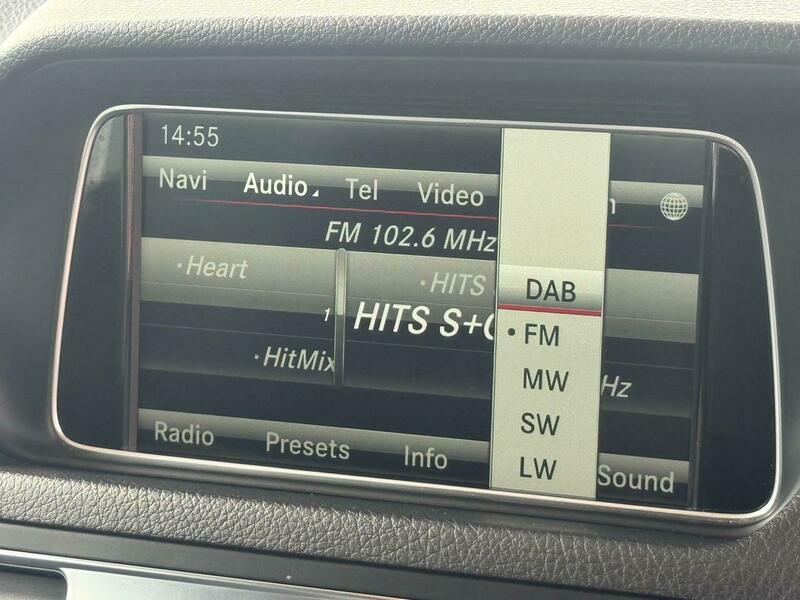 14:55
Navi Audio Tel Video
FM 102.6 MHz
•Heart •HITS
1 HITS S+
•HitMix
Radio Presets Info Sound
DAB
• FM
MW
SW
LW